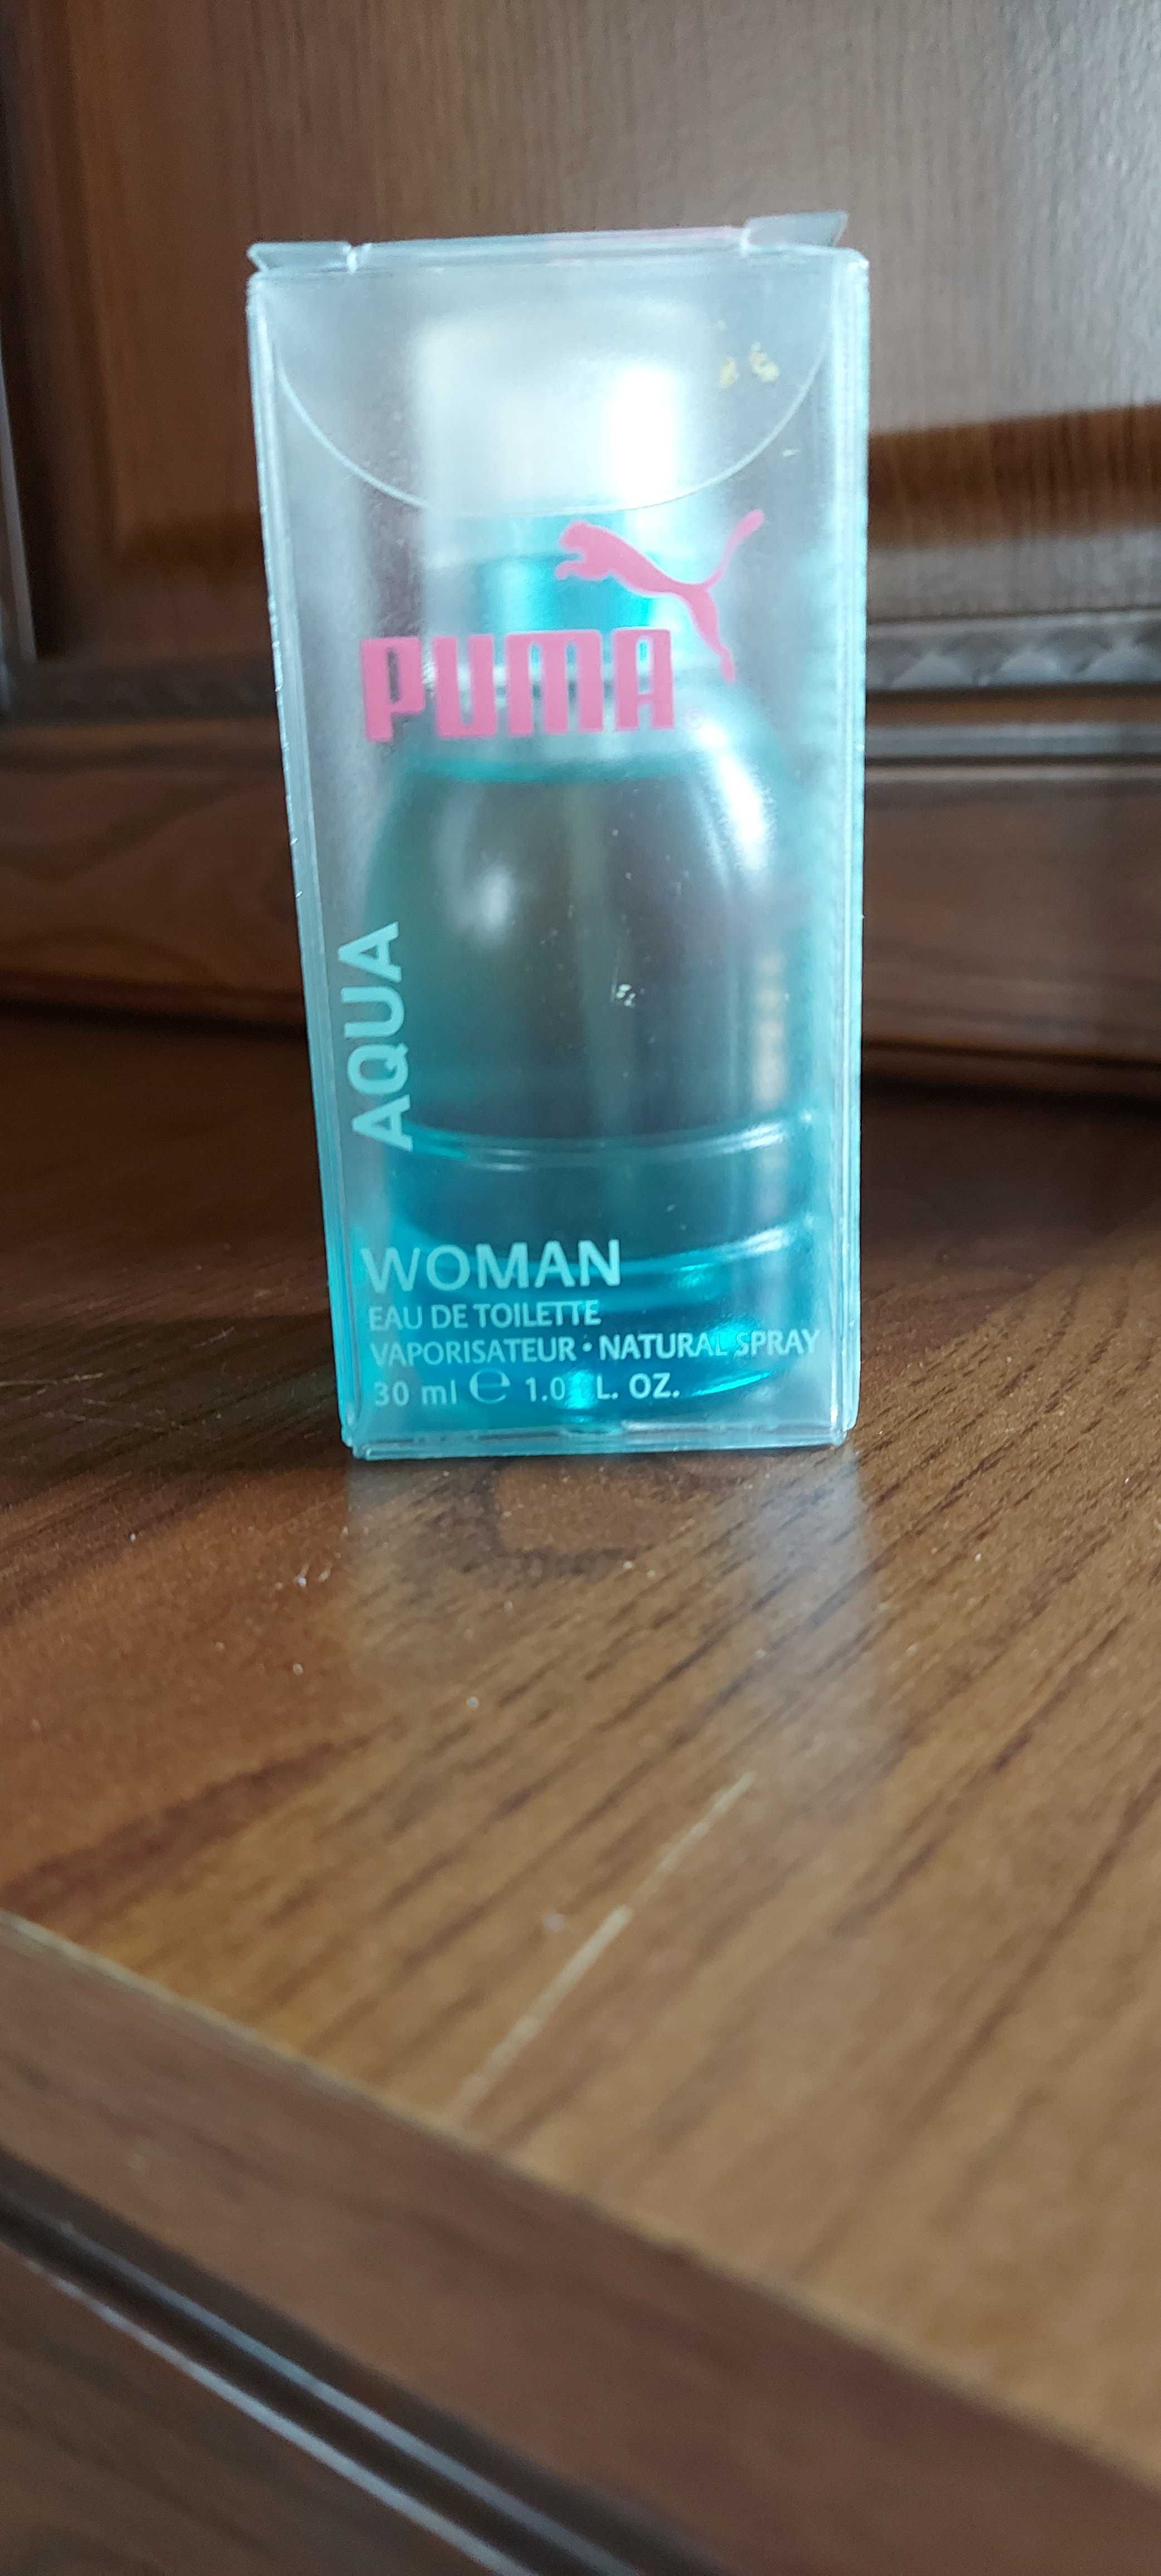 PUMA
AQUA
WOMAN
EAU DE TOILETTE
VAPORISATEUR • NATURAL SPRAY
30 ml ℮ 1.0 L. OZ.